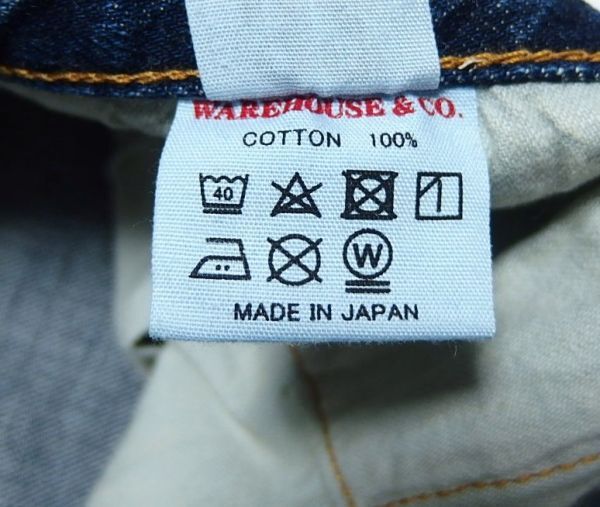 WAREHOUSE & CO.
COTTON 100%
40
W
MADE IN JAPAN